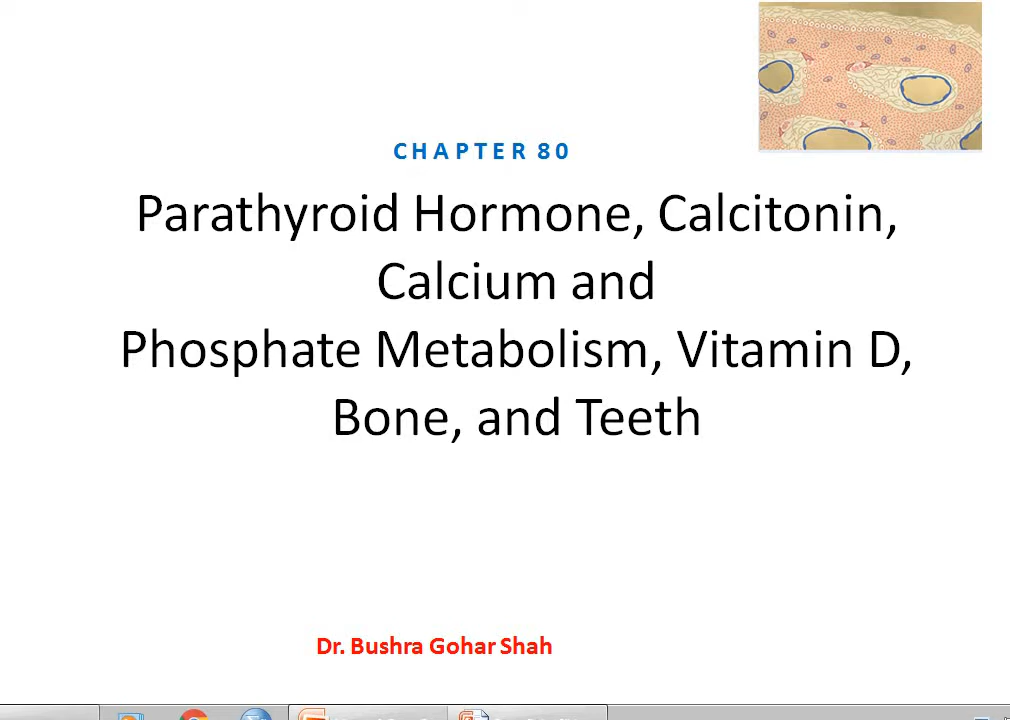 CHAPTER 80
Parathyroid Hormone, Calcitonin,
Calcium and
Phosphate Metabolism, Vitamin D,
Bone, and Teeth
Dr. Bushra Gohar Shah